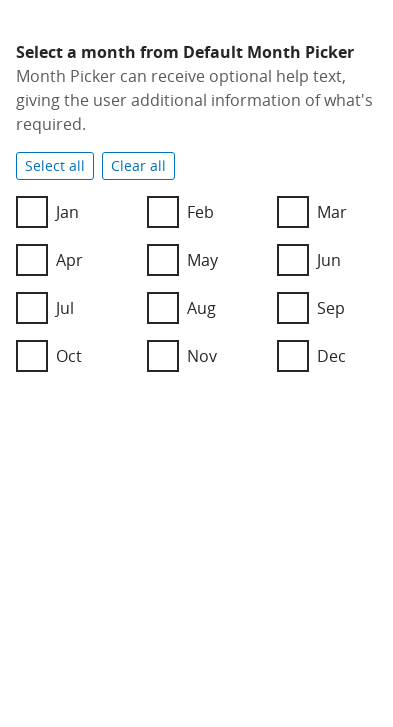 Select a month from Default Month Picker
Month Picker can receive optional help text,
giving the user additional information of what's
required.
Select all Clear all
Jan Feb Mar
Apr May Jun
Jul Aug Sep
Oct Nov Dec